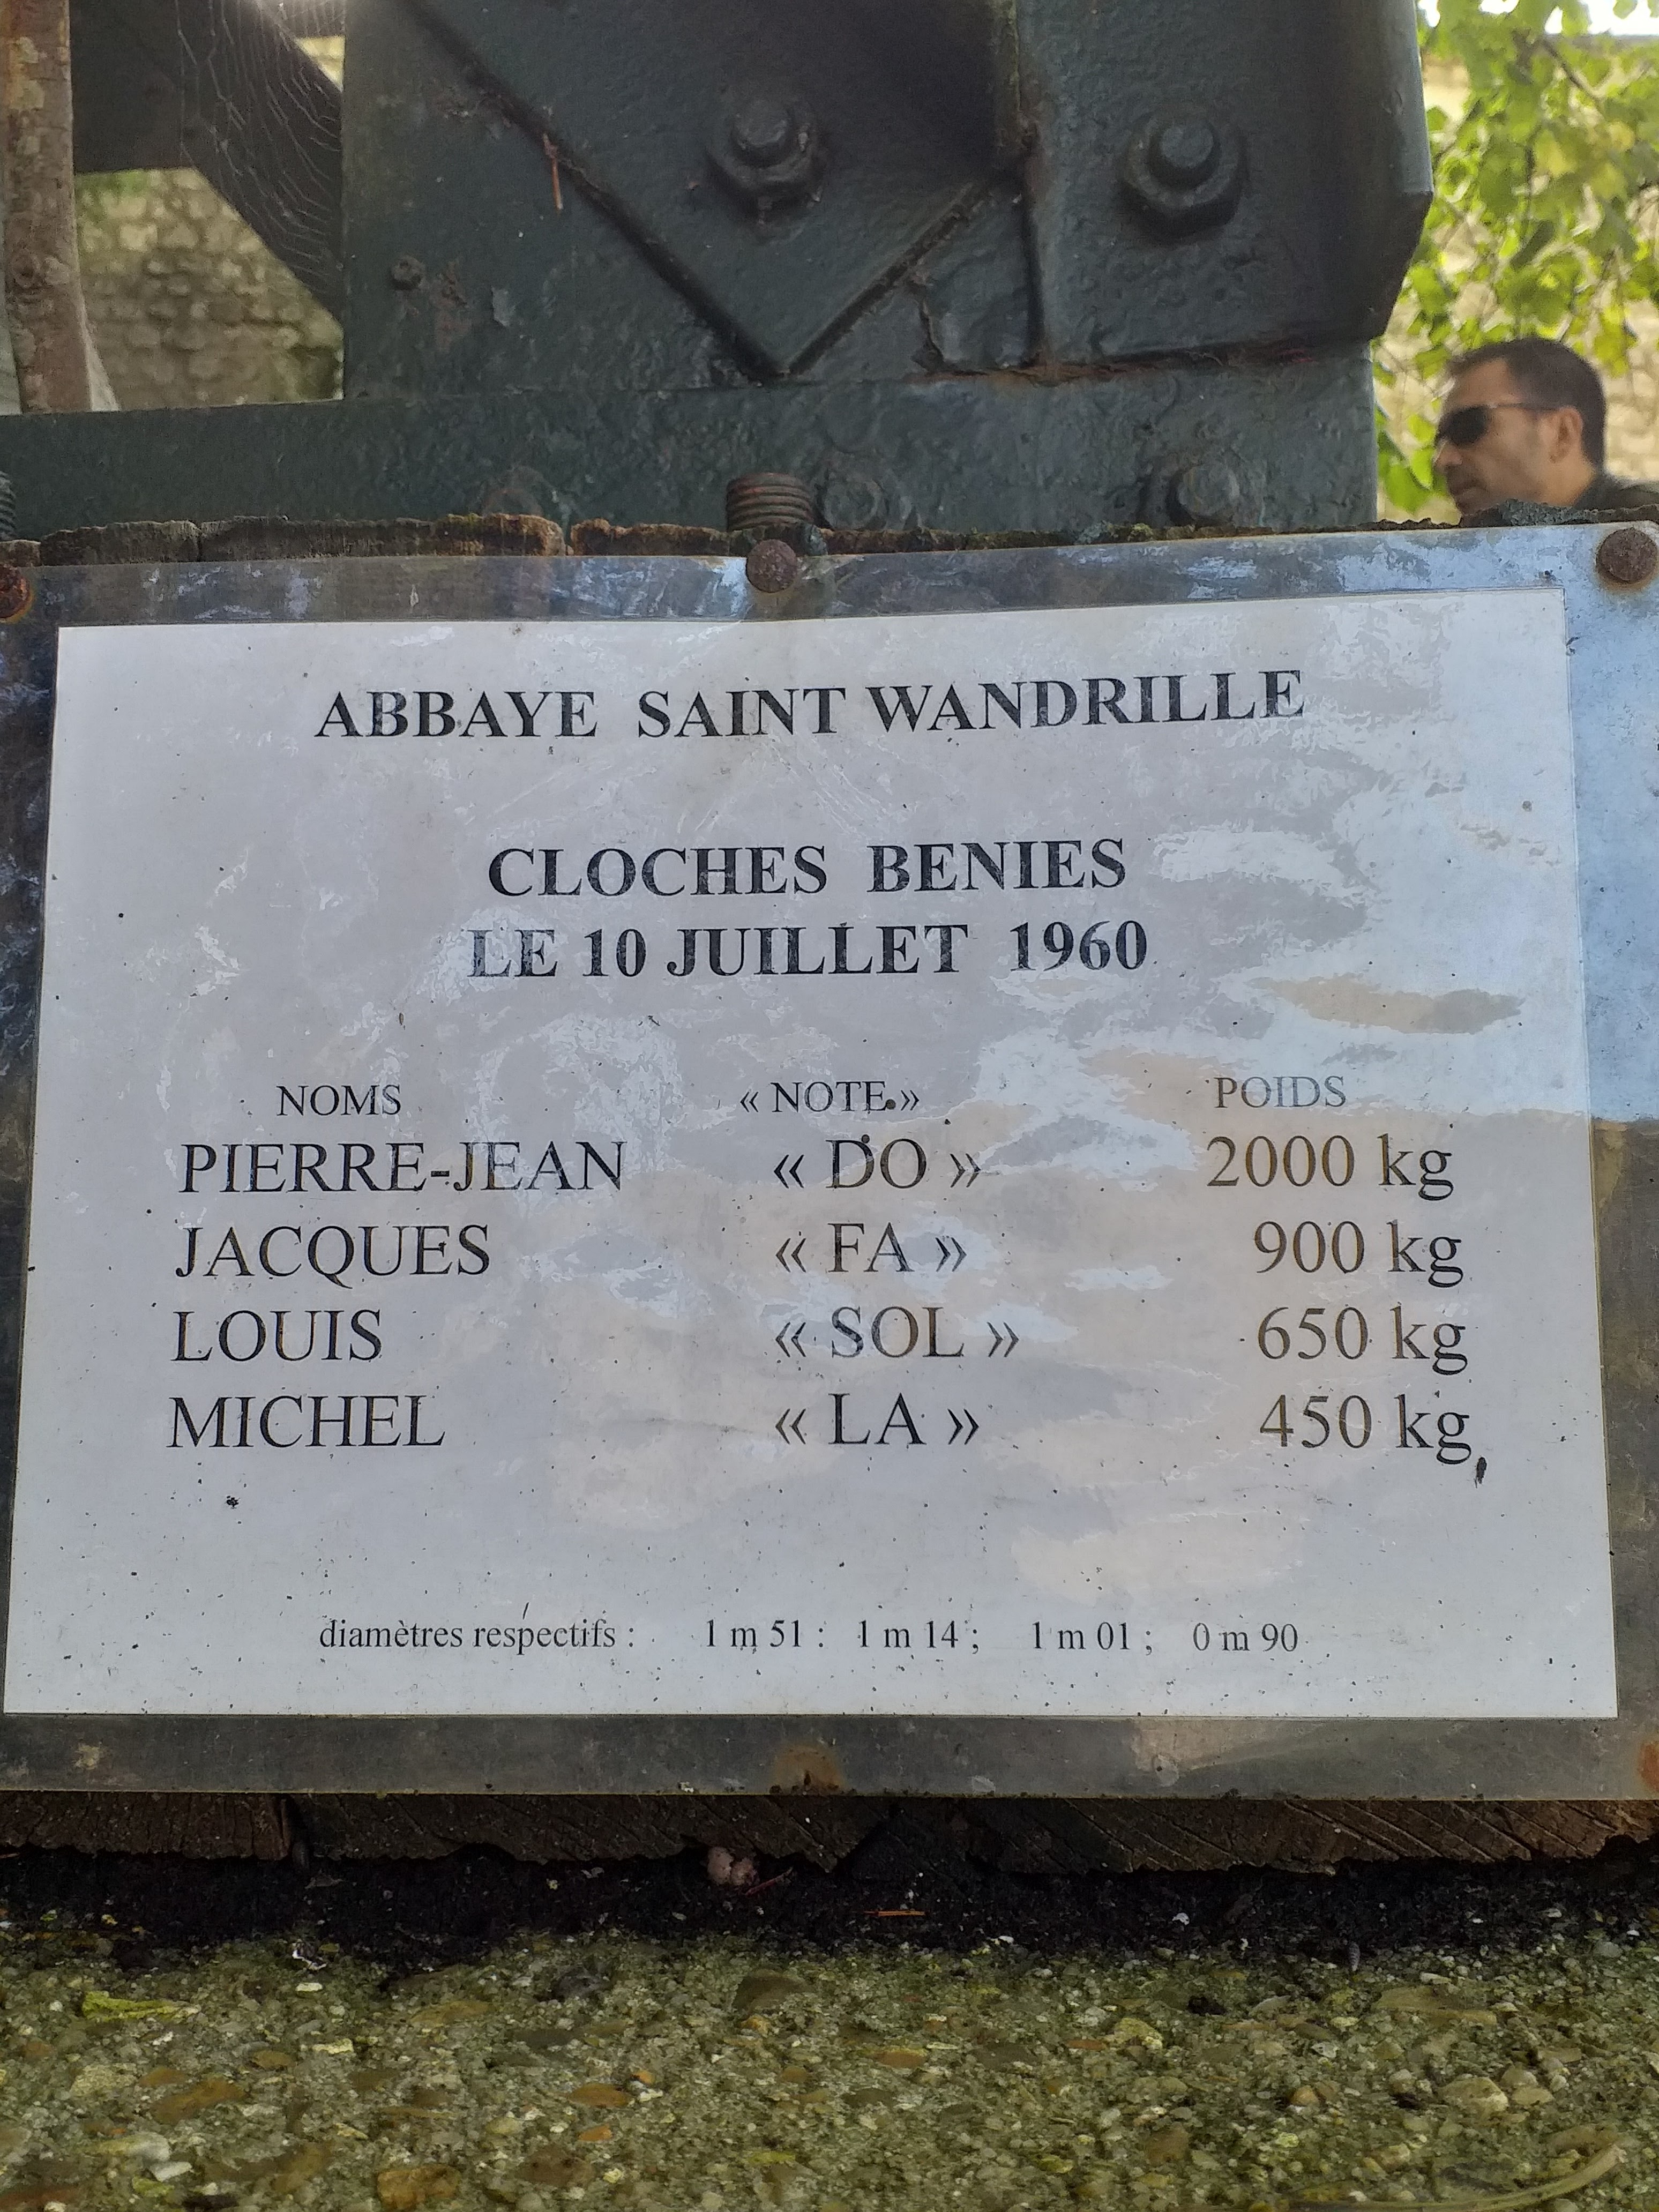 ABBAYE SAINT WANDRILLE
CLOCHES BENIES
LE 10 JUILLET 1960
NOMS « NOTE » POIDS
PIERRE-JEAN « DO » 2000 kg
JACQUES « FA » 900 kg
LOUIS « SOL » 650 kg
MICHEL « LA » 450 kg
diamètres respectifs : 1 m 51 : 1 m 14 ; 1 m 01 ; 0 m 90